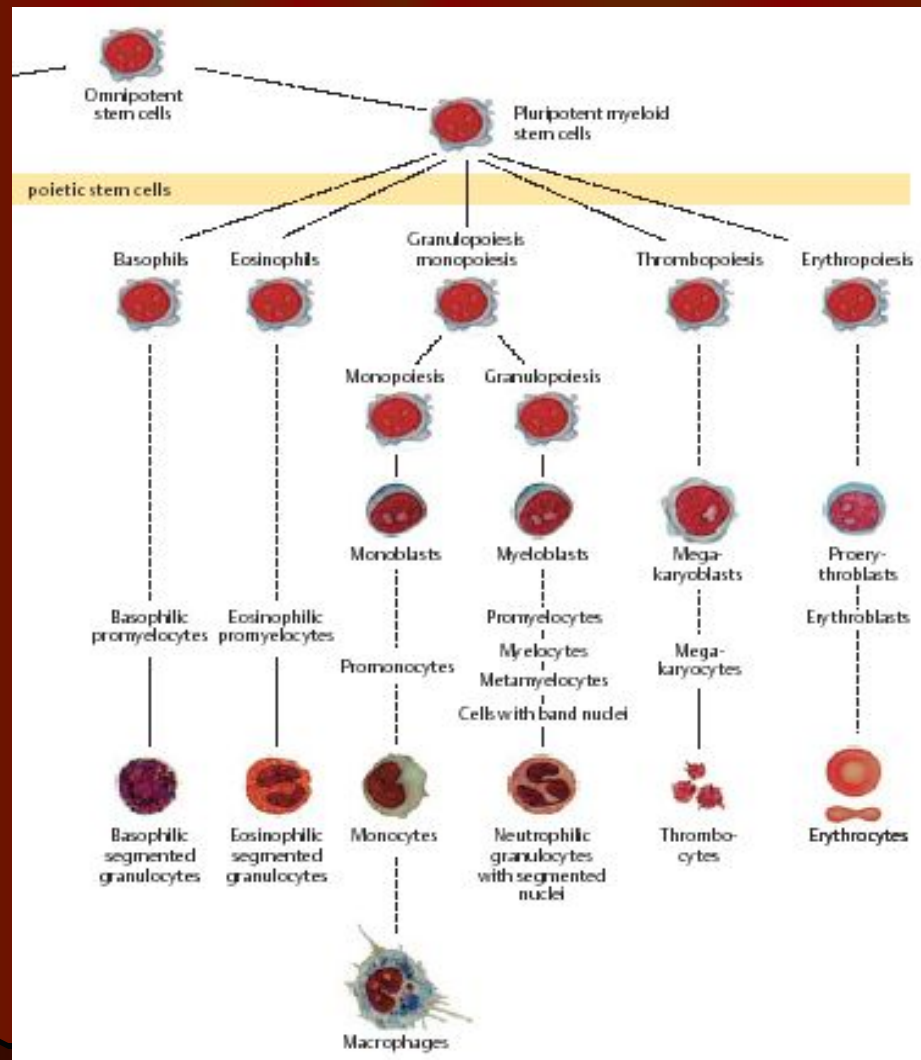 Omnipotent
stem cells
Pluripotent myeloid
stem cells
poietic stem cells
Basophils
Eosinophils
Granulopoiesis
monopoiesis
Thrombopoiesis
Erythropoiesis
Monopoiesis
Granulopoiesis
Monoblasts
Myeloblasts
Mega-
karyoblasts
Proery-
throblasts
Basophilic
promyelocytes
Eosinophilic
promyelocytes
Promonocytes
Promyelocytes
Myelocytes
Metamyelocytes
Cells with band nuclei
Mega-
karyocytes
Erythroblasts
Basophilic
segmented
granulocytes
Eosinophilic
segmented
granulocytes
Monocytes
Neutrophilic
granulocytes
with segmented
nuclei
Thrombo-
cytes
Erythrocytes
Macrophages